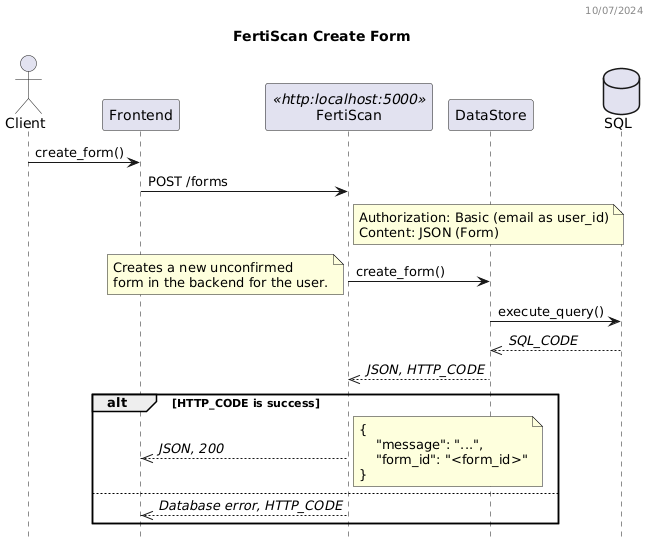 10/07/2024
FertiScan Create Form
Client
Frontend
«http:localhost:5000»
FertiScan
DataStore
SQL
create_form()
POST /forms
Authorization: Basic (email as user_id)
Content: JSON (Form)
Creates a new unconfirmed
form in the backend for the user.
create_form()
execute_query()
SQL_CODE
JSON, HTTP_CODE
alt [HTTP_CODE is success]
{
"message": "...",
"form_id": "<form_id>"
}
JSON, 200
Database error, HTTP_CODE